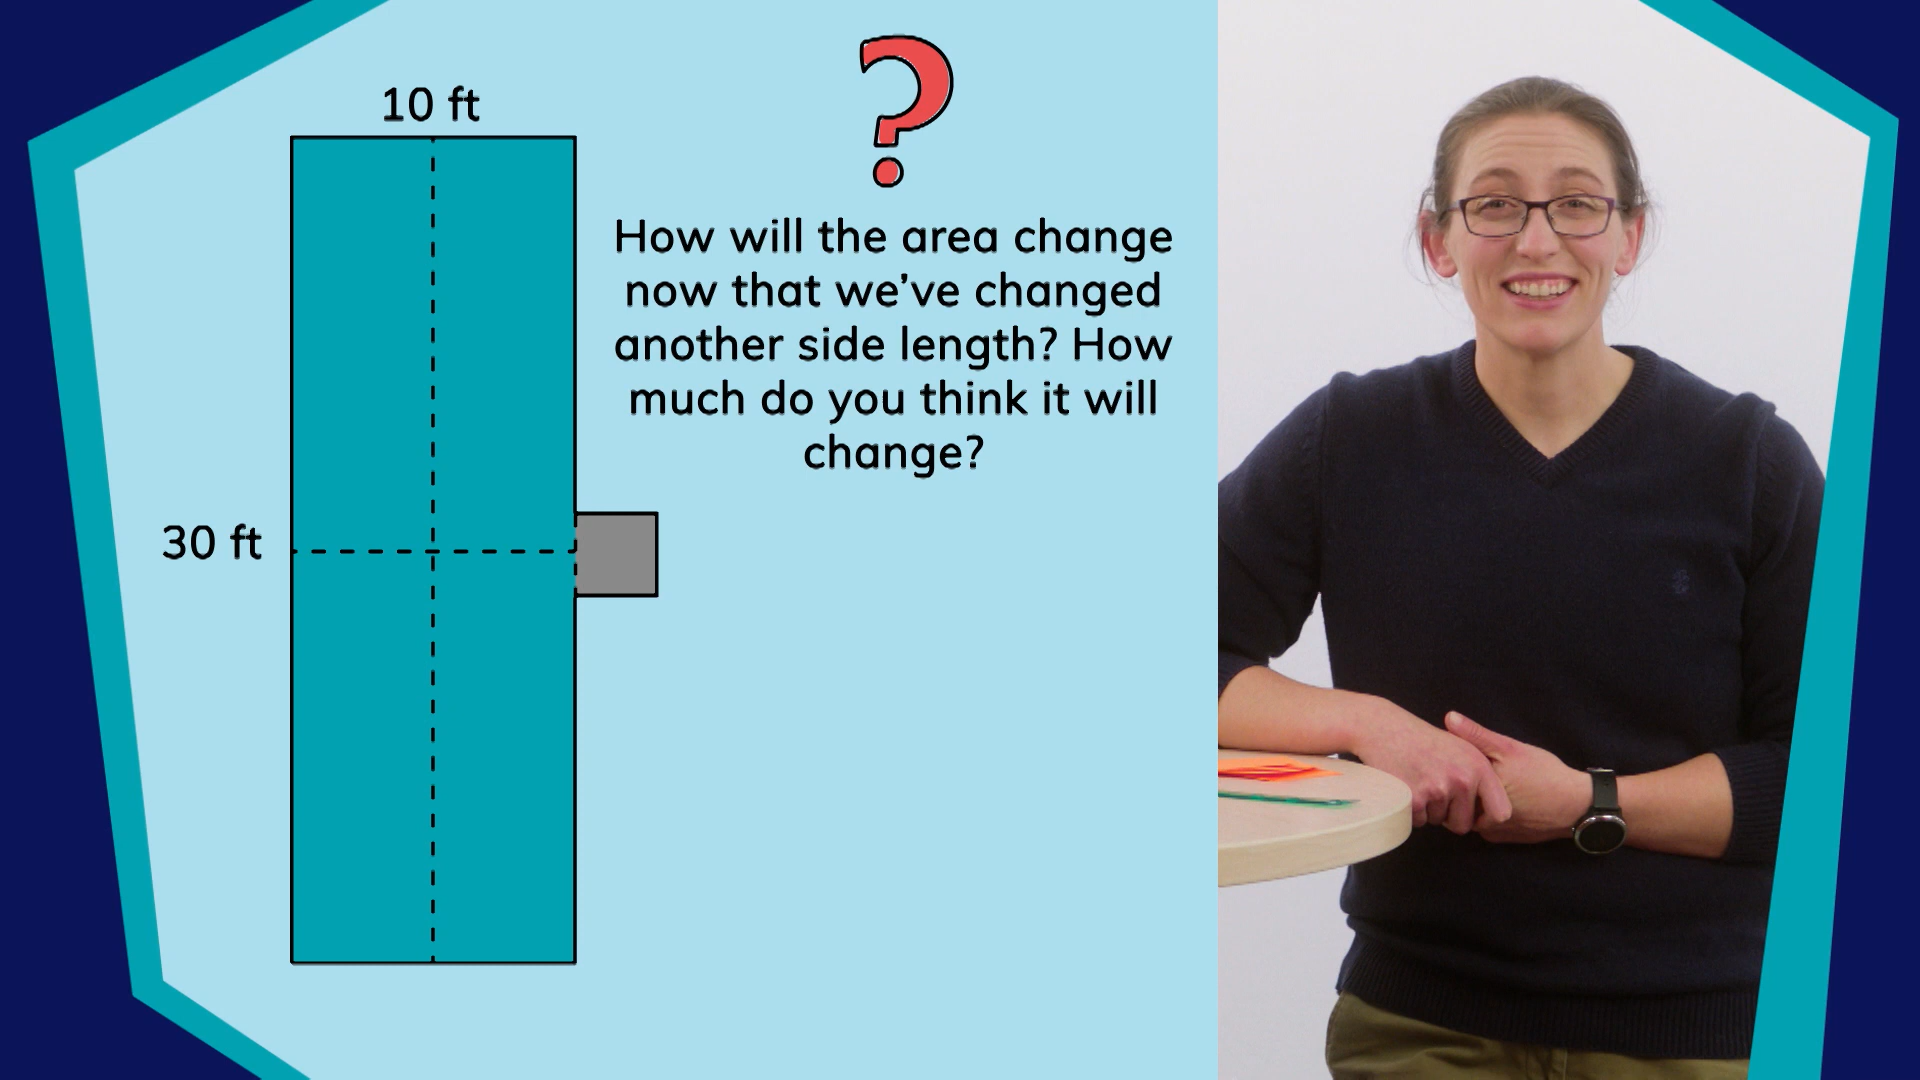 10 ft
?
How will the area change
now that we've changed
another side length? How
much do you think it will
change?
30 ft